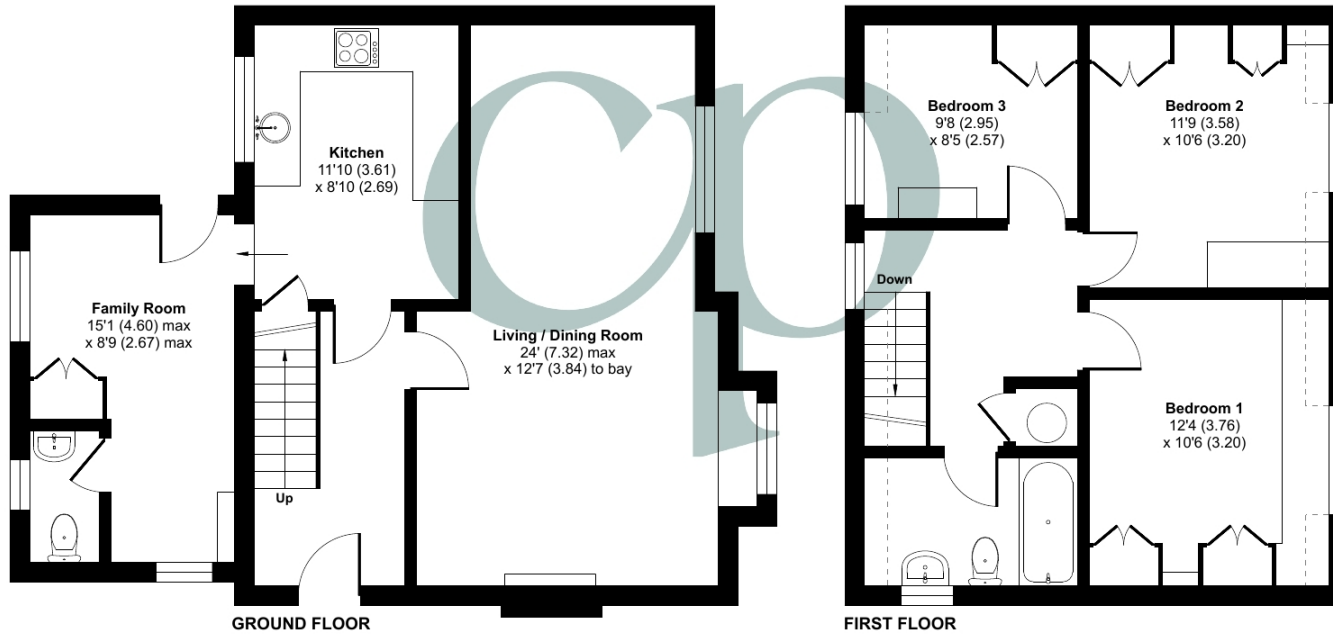 cp
Kitchen
11'10 (3.61)
x 8'10 (2.69)
Family Room
15'1 (4.60) max
x 8'9 (2.67) max
Living / Dining Room
24' (7.32) max
x 12'7 (3.84) to bay
Up
GROUND FLOOR
Bedroom 3
9'8 (2.95)
x 8'5 (2.57)
Bedroom 2
11'9 (3.58)
x 10'6 (3.20)
Down
Bedroom 1
12'4 (3.76)
x 10'6 (3.20)
FIRST FLOOR